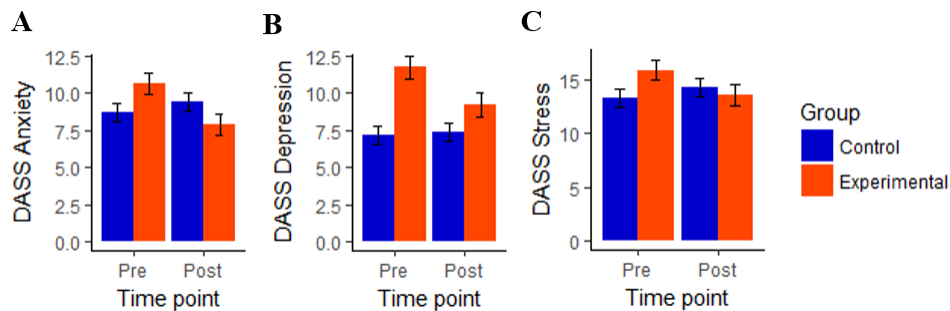 A
DASS Anxiety
12.5
10.0
7.5
5.0
2.5
0.0
Pre
Post
Time point
B
DASS Depression
12.5
10.0
7.5
5.0
2.5
0.0
Pre
Post
Time point
C
DASS Stress
15
10
5
0
Pre
Post
Time point
Group
Control
Experimental